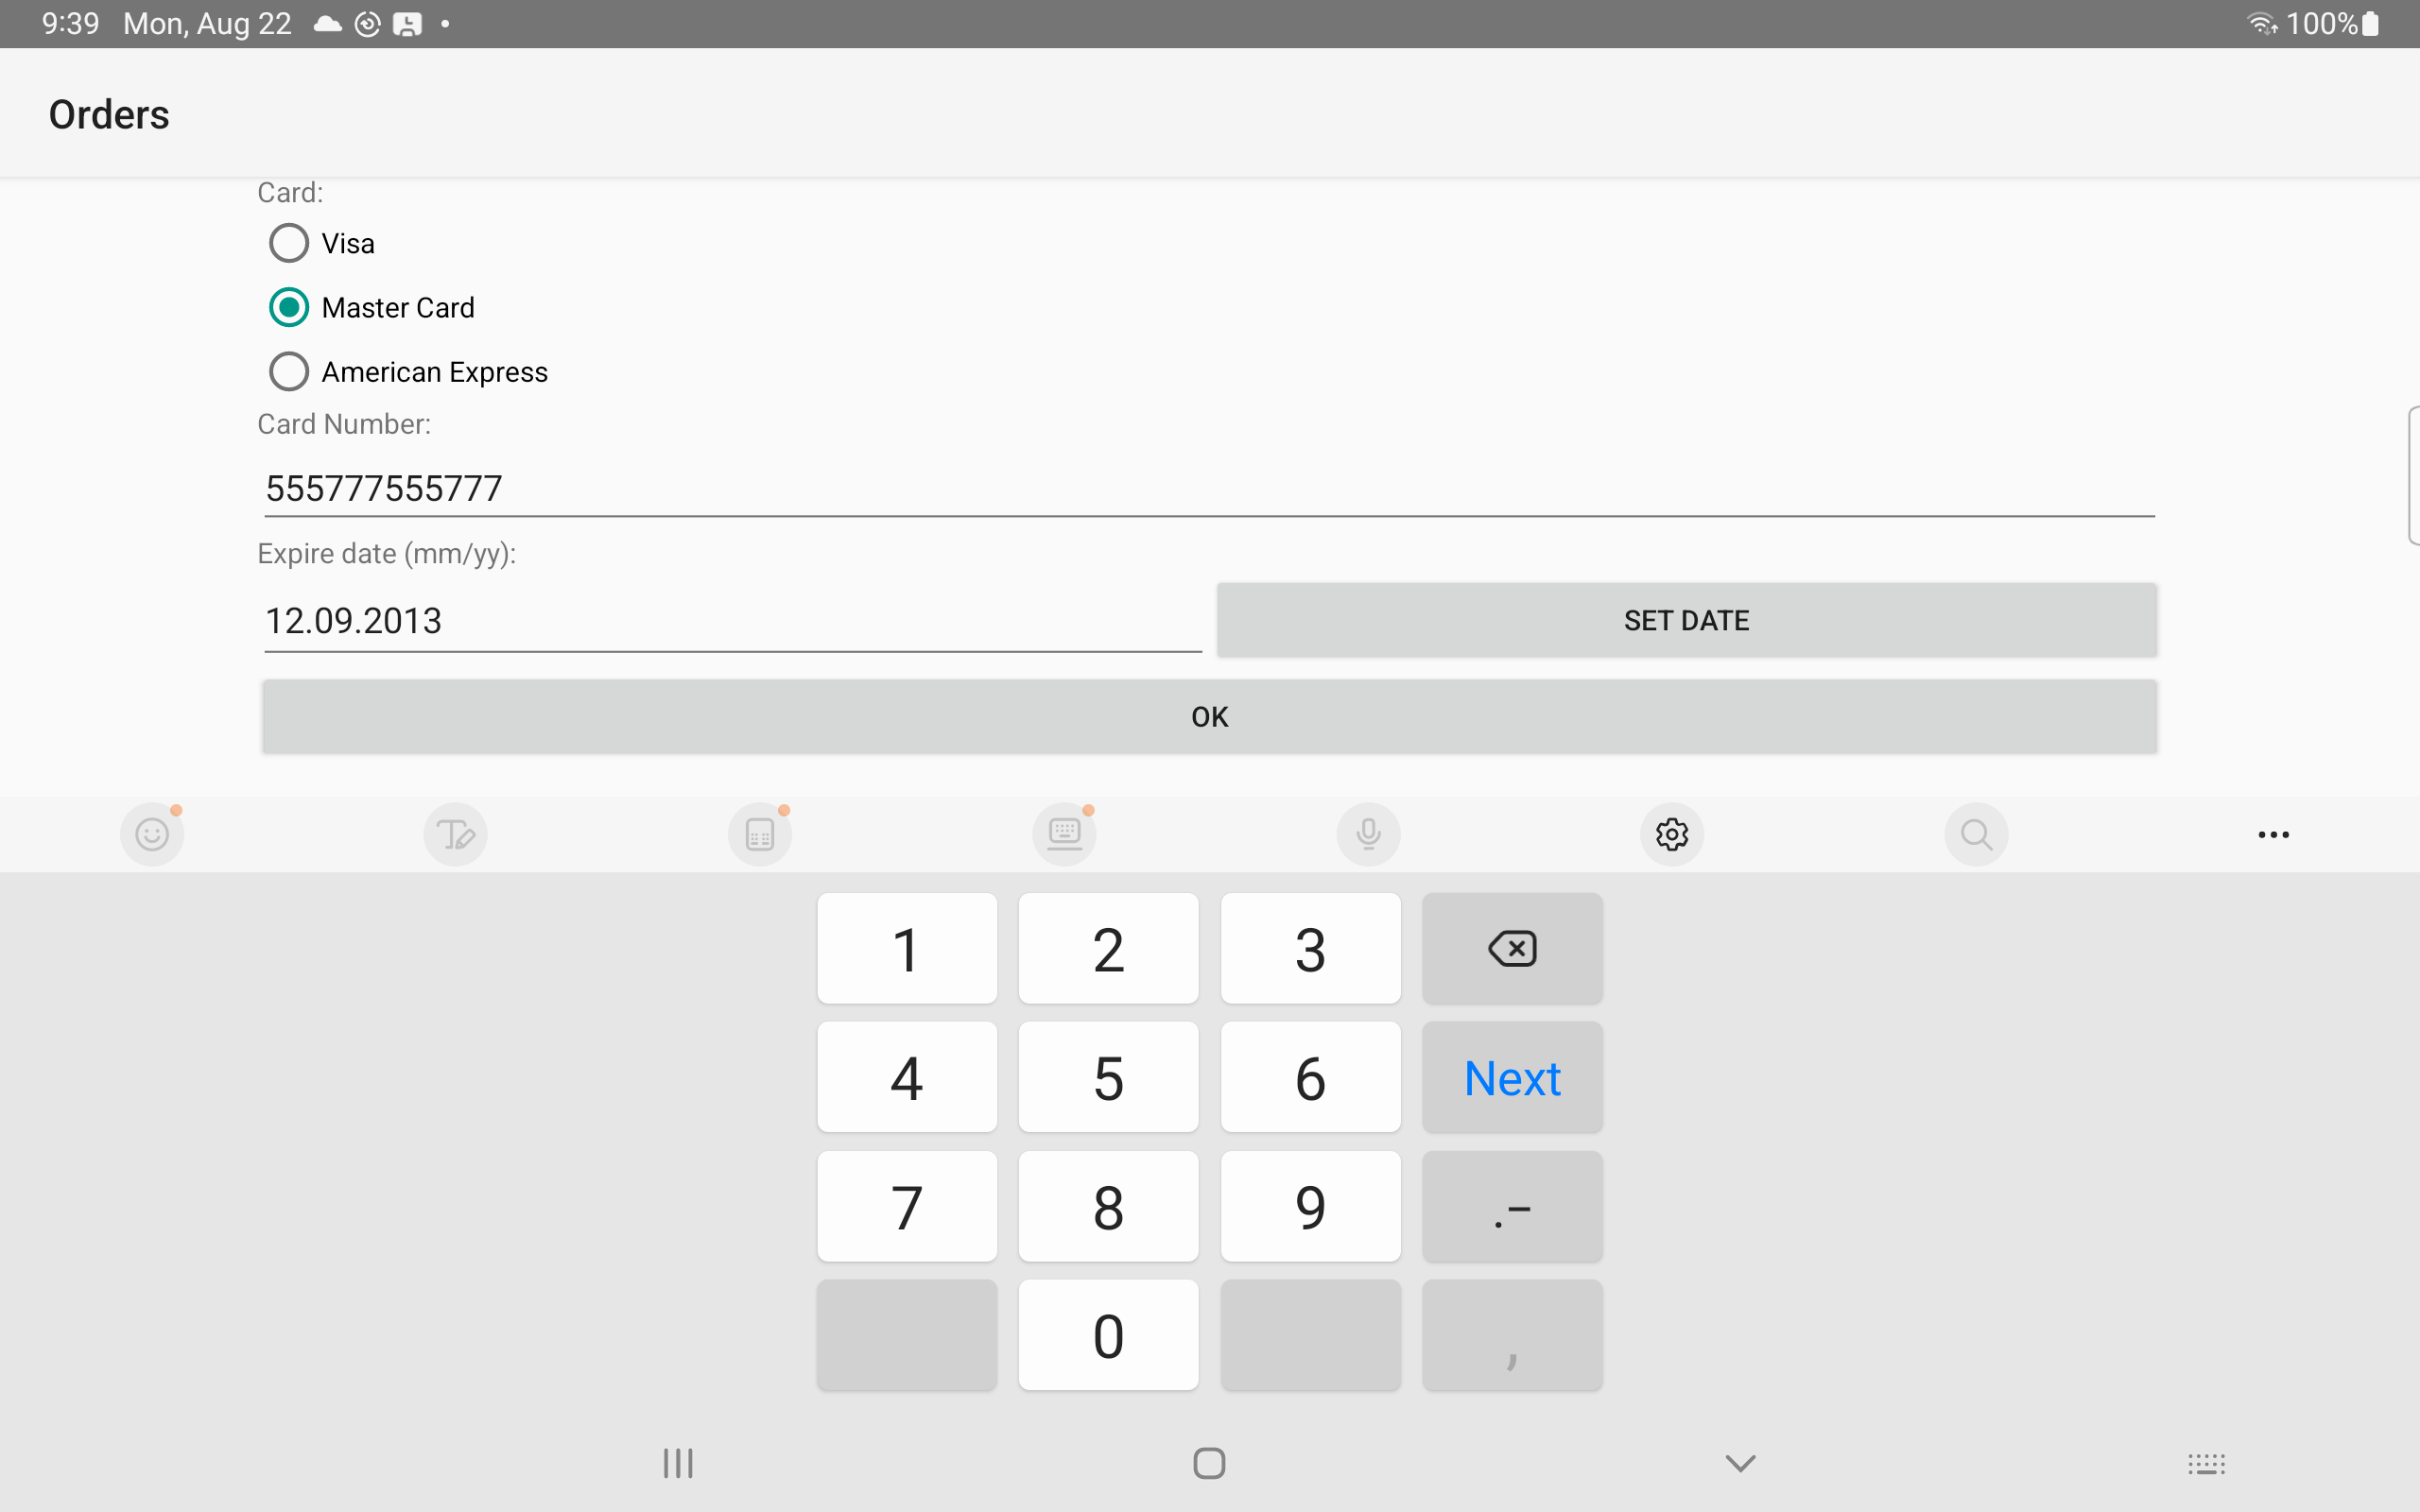 9:39 Mon, Aug 22 100%
Orders
Card:
Visa
Master Card
American Express
Card Number:
555777555777
Expire date (mm/yy):
12.09.2013 SET DATE
OK
1 2 3
4 5 6 Next
7 8 9 .-
0 ,